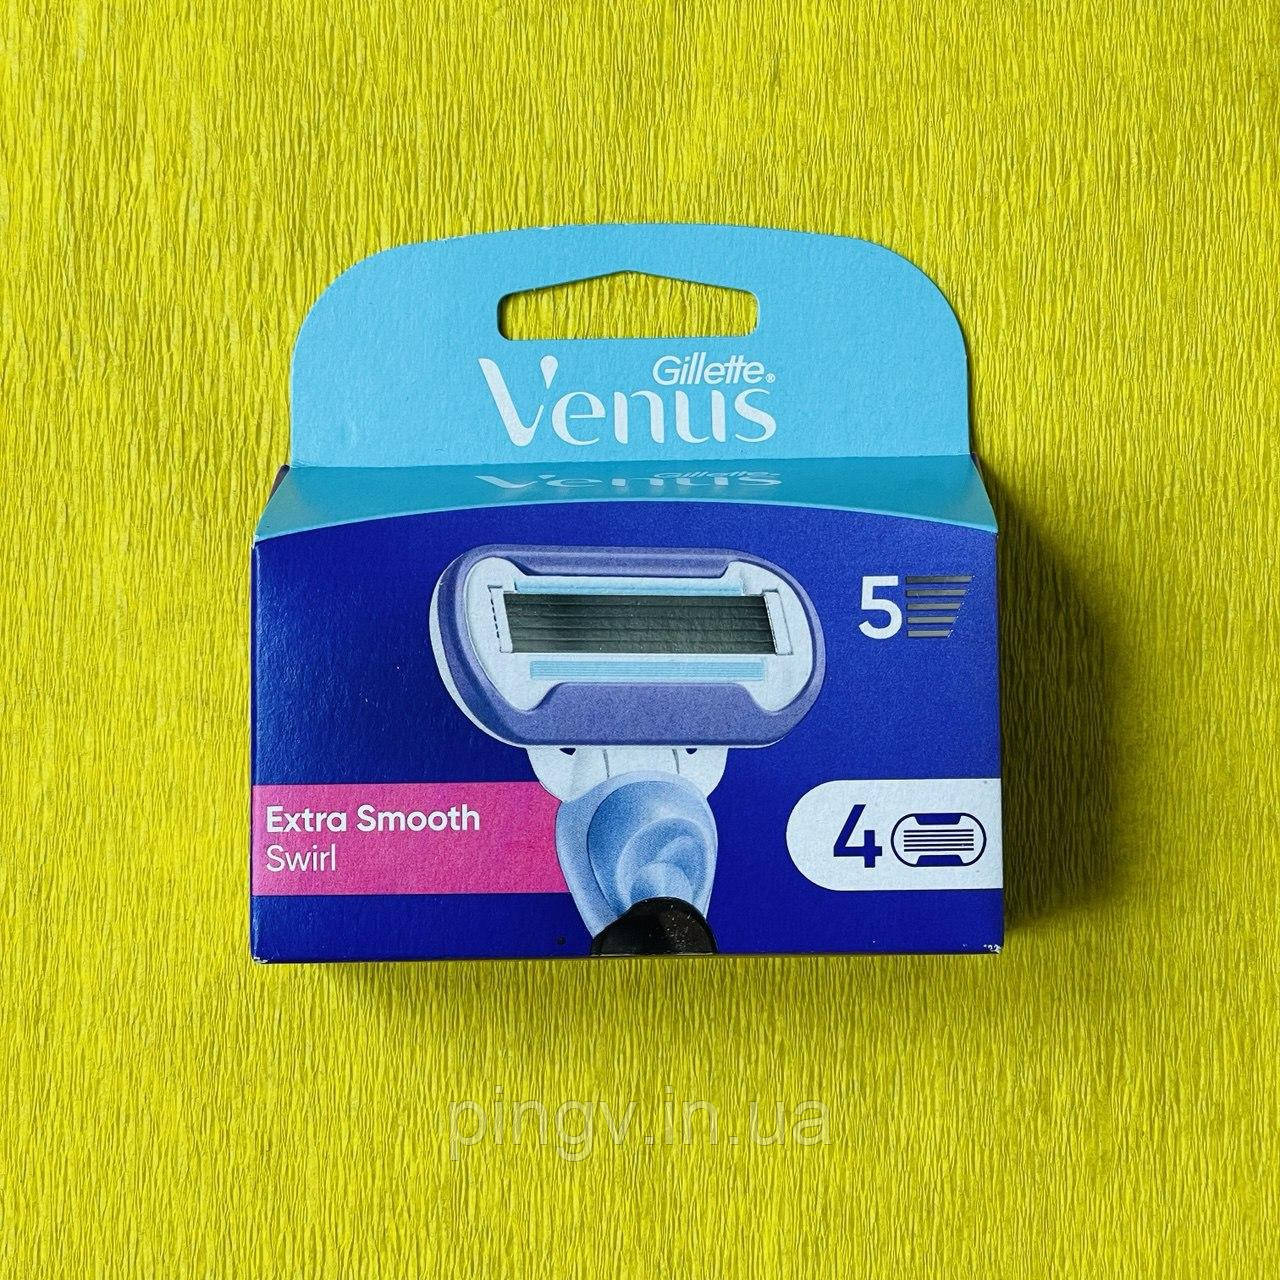 Gillette®
Venus
Gillette
Venus
5
Extra Smooth
Swirl
4
pingv.in.ua